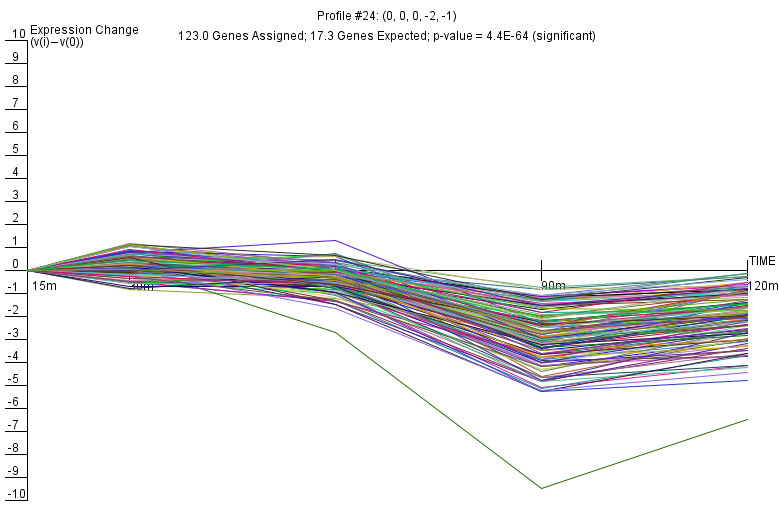 Profile #24: (0, 0, 0, -2, -1)
Expression Change
(v(i)-v(0))
123.0 Genes Assigned; 17.3 Genes Expected; p-value = 4.4E-64 (significant)
10
9
8
7
6
5
4
3
2
1
0
TIME
15m
90m
120m
-1
-2
-3
-4
-5
-6
-7
-8
-9
-10